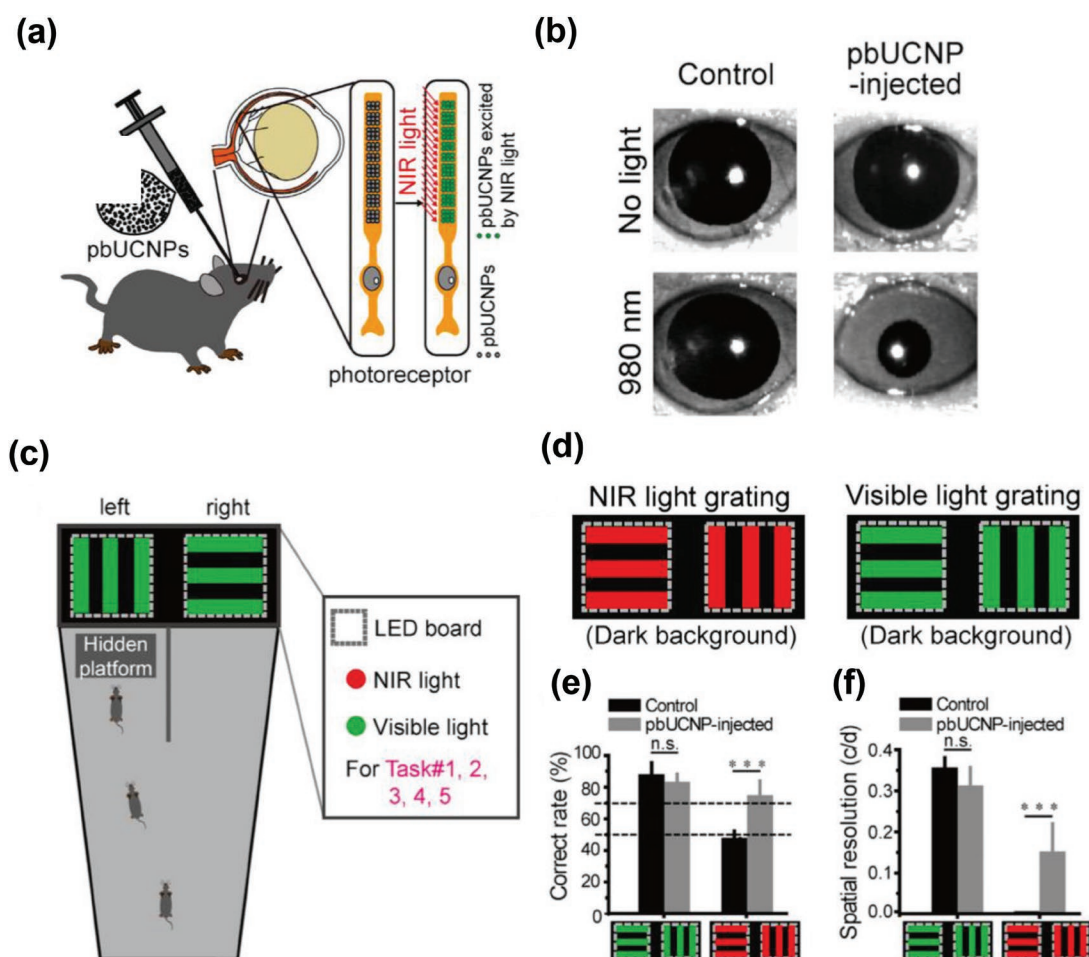 (a)
pbUCNPs
NIR light
pbUCNPs excited
by NIR light
pbUCNPs
photoreceptor
(b)
Control
pbUCNP
-injected
No light
980 nm
(c)
left
right
Hidden
platform
LED board
NIR light
Visible light
For Task#1, 2,
3, 4, 5
(d)
NIR light grating
Visible light grating
(Dark background)
(Dark background)
(e)
Control
pbUCNP-injected
n.s.
***
Correct rate (%)
100
80
60
40
20
0
(f)
Control
pbUCNP-injected
n.s.
***
Spatial resolution (c/d)
0.4
0.3
0.2
0.1
0.0